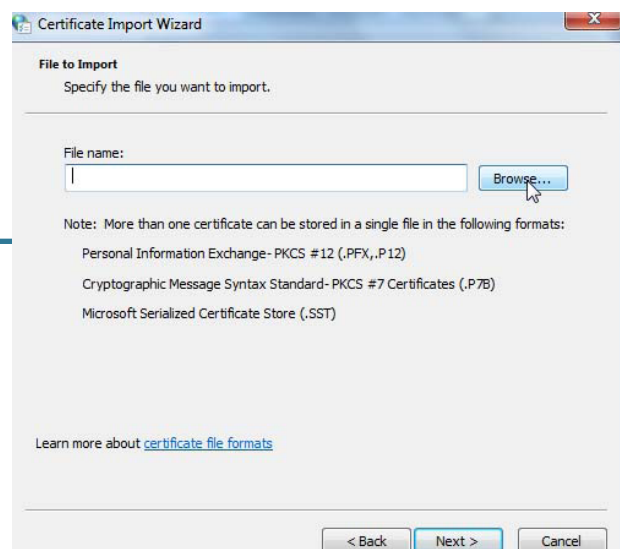 Certificate Import Wizard
File to Import
Specify the file you want to import.
File name:
Browse...
Note: More than one certificate can be stored in a single file in the following formats:
Personal Information Exchange- PKCS #12 (.PFX,.P12)
Cryptographic Message Syntax Standard- PKCS #7 Certificates (.P7B)
Microsoft Serialized Certificate Store (.SST)
Learn more about certificate file formats
< Back Next > Cancel